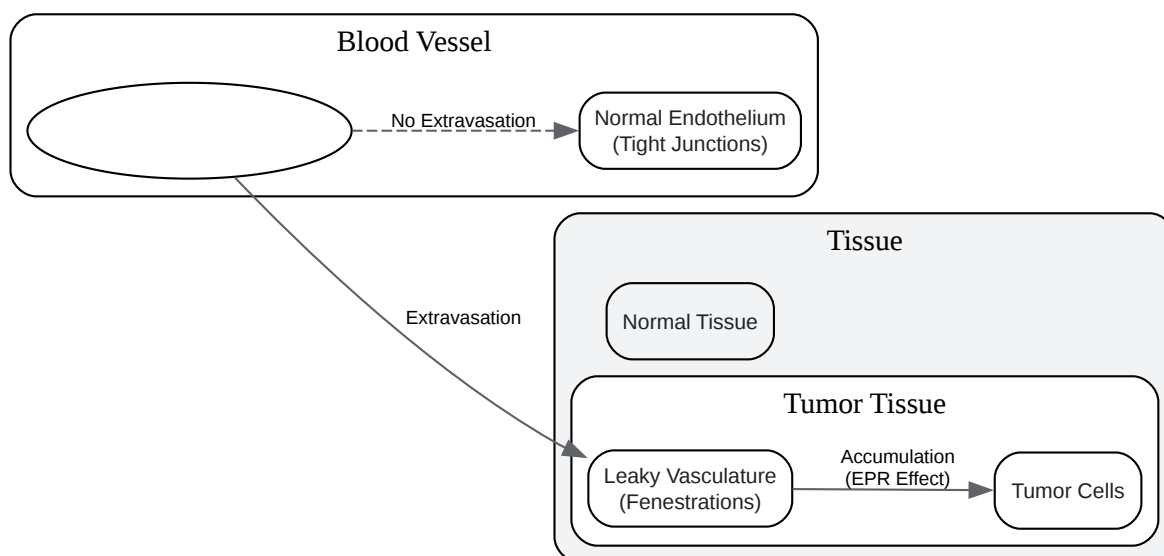 Blood Vessel
No Extravasation
Normal Endothelium
(Tight Junctions)
Tissue
Extravasation
Normal Tissue
Tumor Tissue
Leaky Vasculature
(Fenestrations)
Accumulation
(EPR Effect)
Tumor Cells